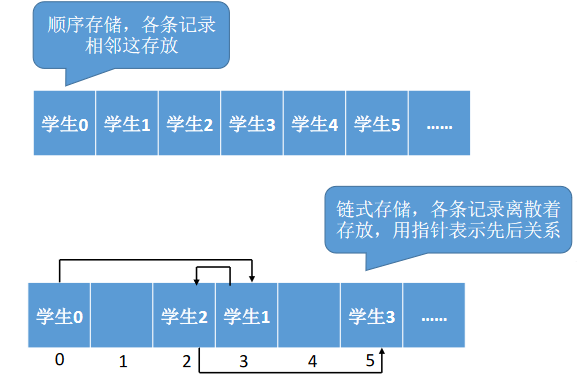 顺序存储，各条记录
相邻这存放
学生0 学生1 学生2 学生3 学生4 学生5 ……
链式存储，各条记录离散着
存放，用指针表示先后关系
学生0 学生2 学生1 学生3 ……
0 1 2 3 4 5